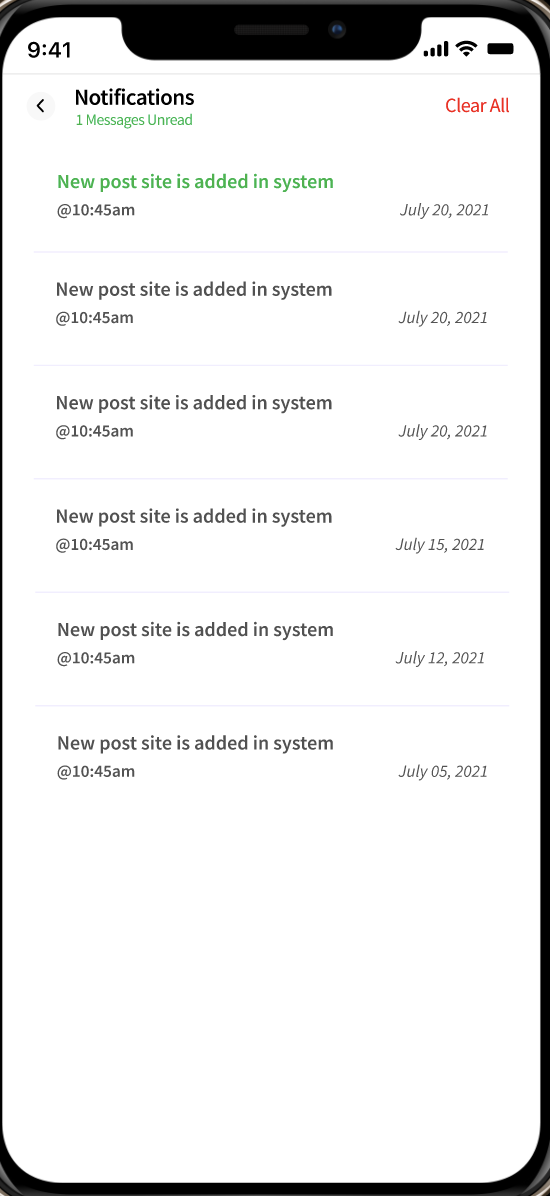 9:41
Notifications
Clear All
1 Messages Unread
New post site is added in system
@10:45am July 20, 2021
New post site is added in system
@10:45am July 20, 2021
New post site is added in system
@10:45am July 20, 2021
New post site is added in system
@10:45am July 15, 2021
New post site is added in system
@10:45am July 12, 2021
New post site is added in system
@10:45am July 05, 2021